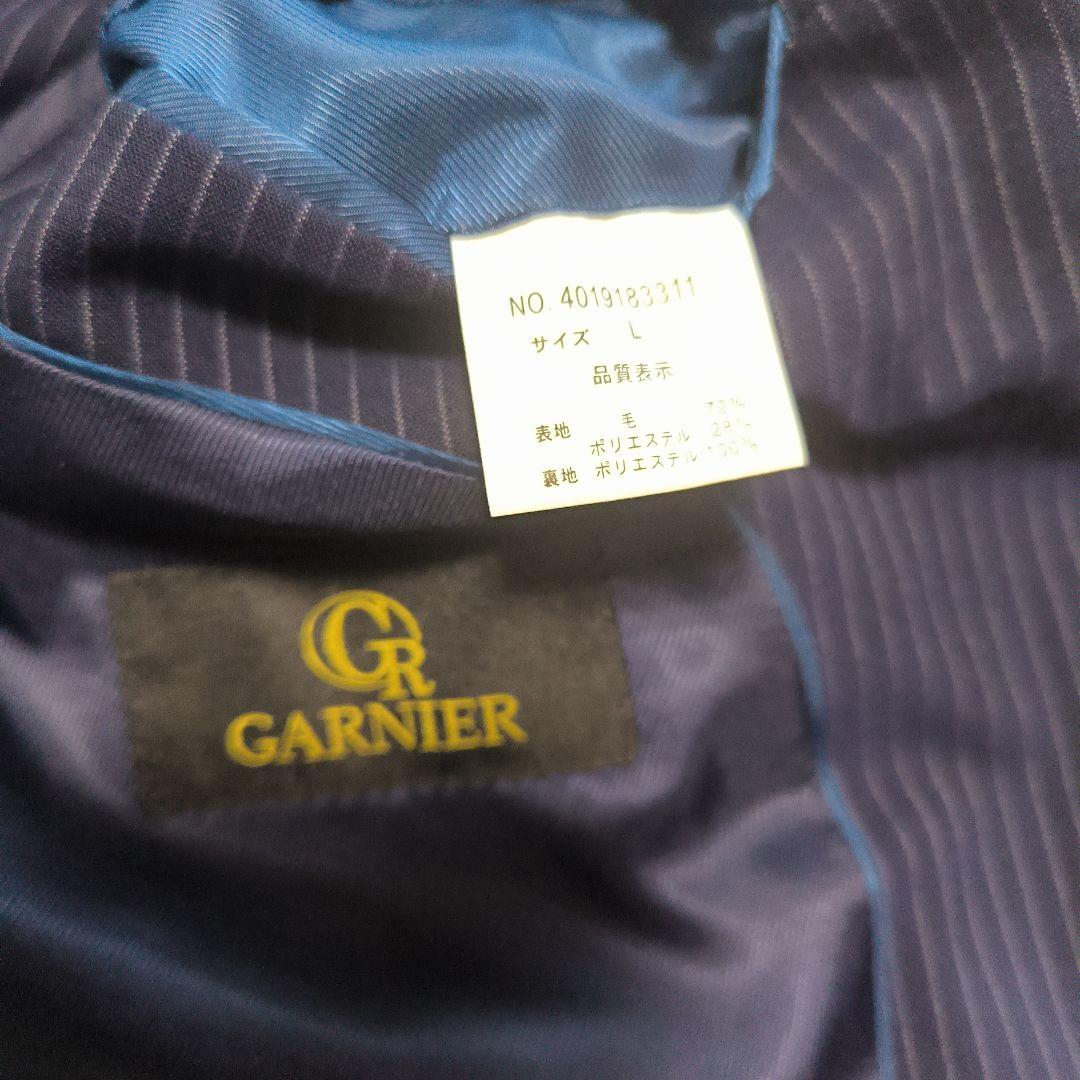 NO. 4019183311
サイズ L
品質表示
表地 毛 72%
ポリエステル 28%
裏地 ポリエステル 100%
GR
GARNIER